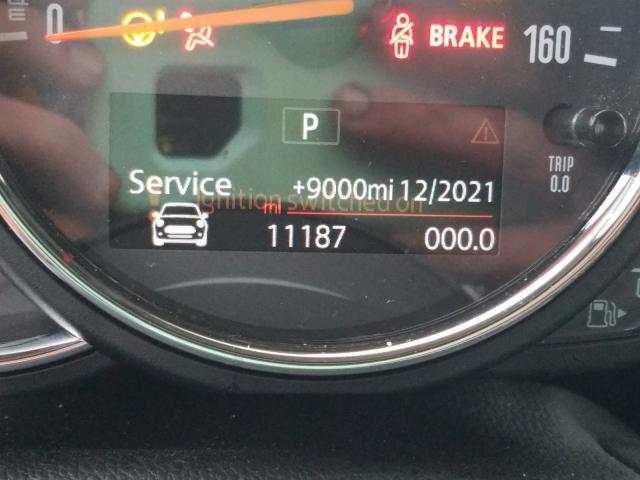 0
BRAKE
160
P
TRIP
0.0
Service +9000mi 12/2021
ignition switched on
mi
11187 000.0